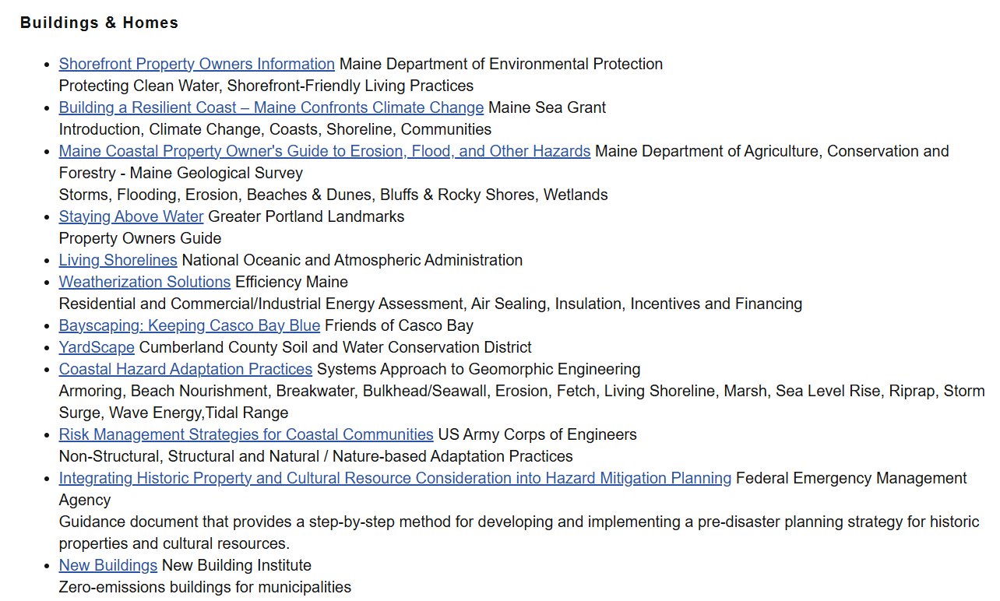 Buildings & Homes
Shorefront Property Owners Information Maine Department of Environmental Protection
Protecting Clean Water, Shorefront-Friendly Living Practices
Building a Resilient Coast – Maine Confronts Climate Change Maine Sea Grant
Introduction, Climate Change, Coasts, Shoreline, Communities
Maine Coastal Property Owner's Guide to Erosion, Flood, and Other Hazards Maine Department of Agriculture, Conservation and
Forestry - Maine Geological Survey
Storms, Flooding, Erosion, Beaches & Dunes, Bluffs & Rocky Shores, Wetlands
Staying Above Water Greater Portland Landmarks
Property Owners Guide
Living Shorelines National Oceanic and Atmospheric Administration
Weatherization Solutions Efficiency Maine
Residential and Commercial/Industrial Energy Assessment, Air Sealing, Insulation, Incentives and Financing
Bayscaping: Keeping Casco Bay Blue Friends of Casco Bay
YardScape Cumberland County Soil and Water Conservation District
Coastal Hazard Adaptation Practices Systems Approach to Geomorphic Engineering
Armoring, Beach Nourishment, Breakwater, Bulkhead/Seawall, Erosion, Fetch, Living Shoreline, Marsh, Sea Level Rise, Riprap, Storm
Surge, Wave Energy,Tidal Range
Risk Management Strategies for Coastal Communities US Army Corps of Engineers
Non-Structural, Structural and Natural / Nature-based Adaptation Practices
Integrating Historic Property and Cultural Resource Consideration into Hazard Mitigation Planning Federal Emergency Management
Agency
Guidance document that provides a step-by-step method for developing and implementing a pre-disaster planning strategy for historic
properties and cultural resources.
New Buildings New Building Institute
Zero-emissions buildings for municipalities